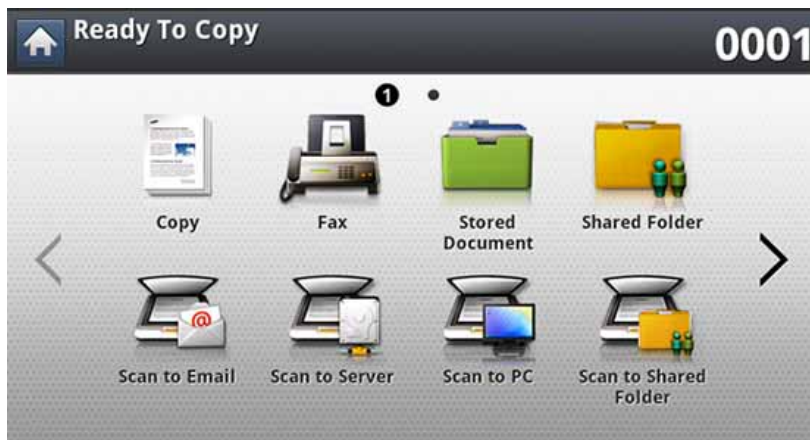 Ready To Copy
0001
1
Copy
Fax
Stored
Document
Shared Folder
@
Scan to Email
Scan to Server
Scan to PC
Scan to Shared
Folder